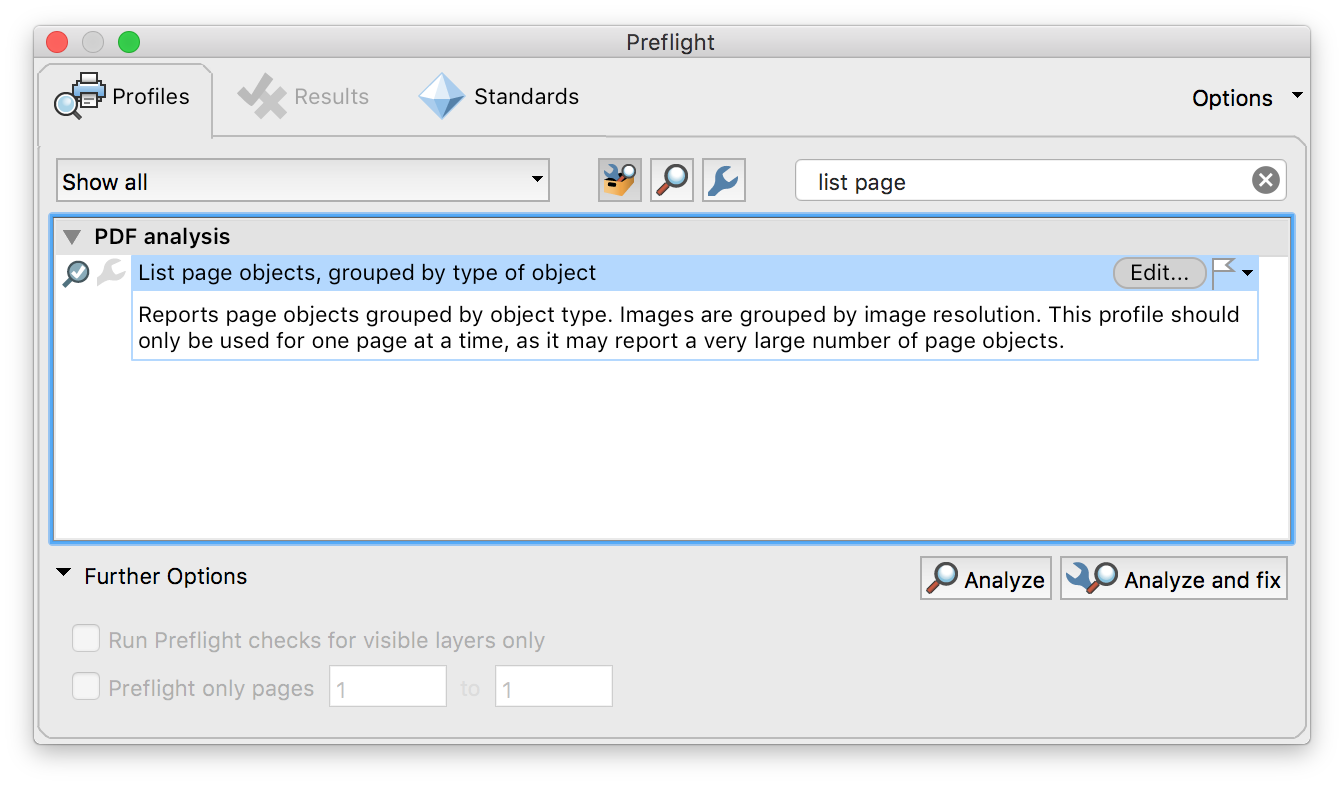 Preflight
Profiles
Results
Standards
Options
Show all
list page
PDF analysis
List page objects, grouped by type of object
Edit...
Reports page objects grouped by object type. Images are grouped by image resolution. This profile should
only be used for one page at a time, as it may report a very large number of page objects.
Further Options
Analyze
Analyze and fix
Run Preflight checks for visible layers only
Preflight only pages 1 to 1